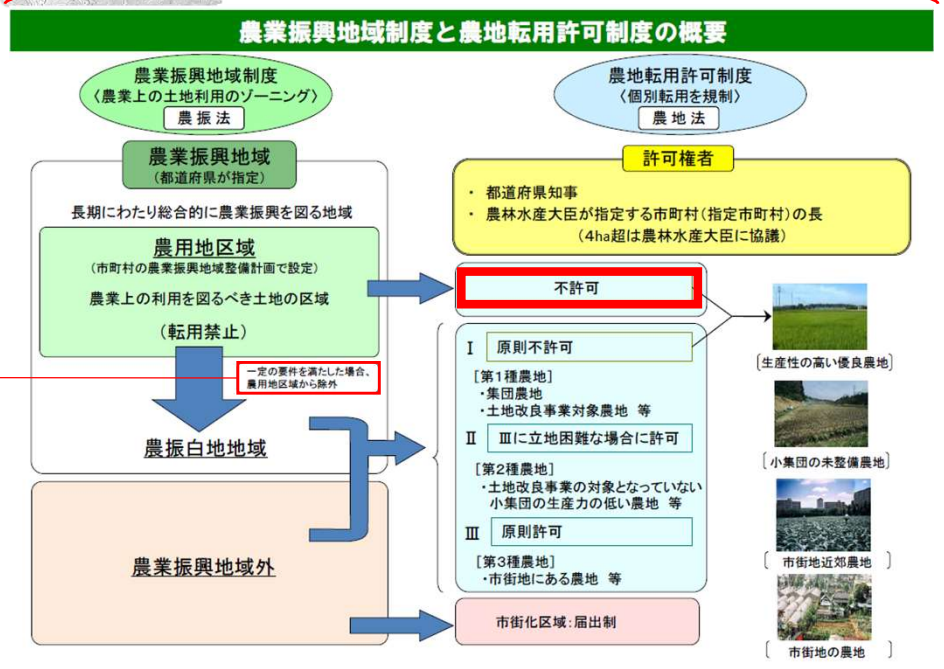 農業振興地域制度と農地転用許可制度の概要
農業振興地域制度
〈農業上の土地利用のゾーニング〉
農振法
農業振興地域
（都道府県が指定）
長期にわたり総合的に農業振興を図る地域
農用地区域
（市町村の農業振興地域整備計画で設定）
農業上の利用を図るべき土地の区域
（転用禁止）
一定の要件を満たした場合、
農用地区域から除外
農振白地地域
農業振興地域外
農地転用許可制度
〈個別転用を規制〉
農地法
許可権者
・ 都道府県知事
・ 農林水産大臣が指定する市町村（指定市町村）の長
（４ha超は農林水産大臣に協議）
不許可
Ⅰ 原則不許可
［第１種農地］
・集団農地
・土地改良事業対象農地 等
Ⅱ Ⅲに立地困難な場合に許可
［第２種農地］
・土地改良事業の対象となっていない
小集団の生産力の低い農地 等
Ⅲ 原則許可
［第３種農地］
・市街地にある農地 等
市街化区域：届出制
［生産性の高い優良農地］
［小集団の未整備農地］
［ 市街地近郊農地 ］
［ 市街地の農地 ］